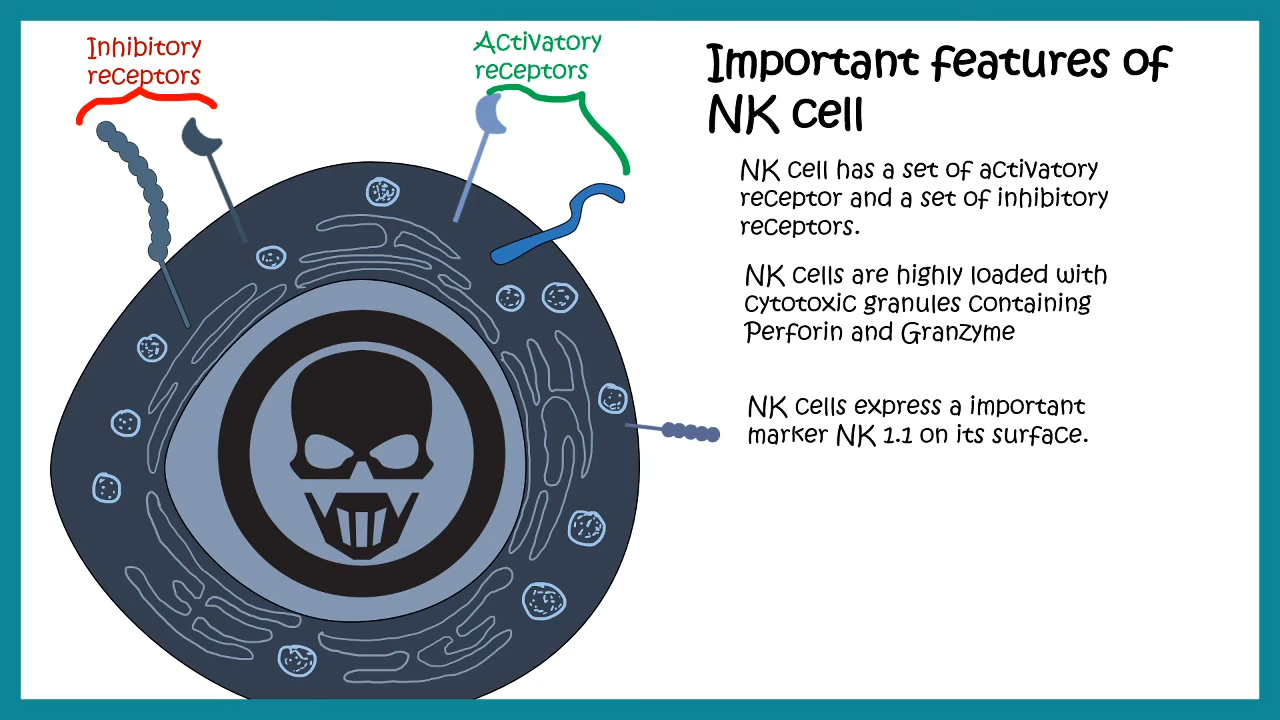 Inhibitory
receptors
Activatory
receptors
Important features of
NK cell
NK cell has a set of activatory
receptor and a set of inhibitory
receptors.
NK cells are highly loaded with
cytotoxic granules containing
Perforin and Granzyme
NK cells express a important
marker NK 1.1 on its surface.